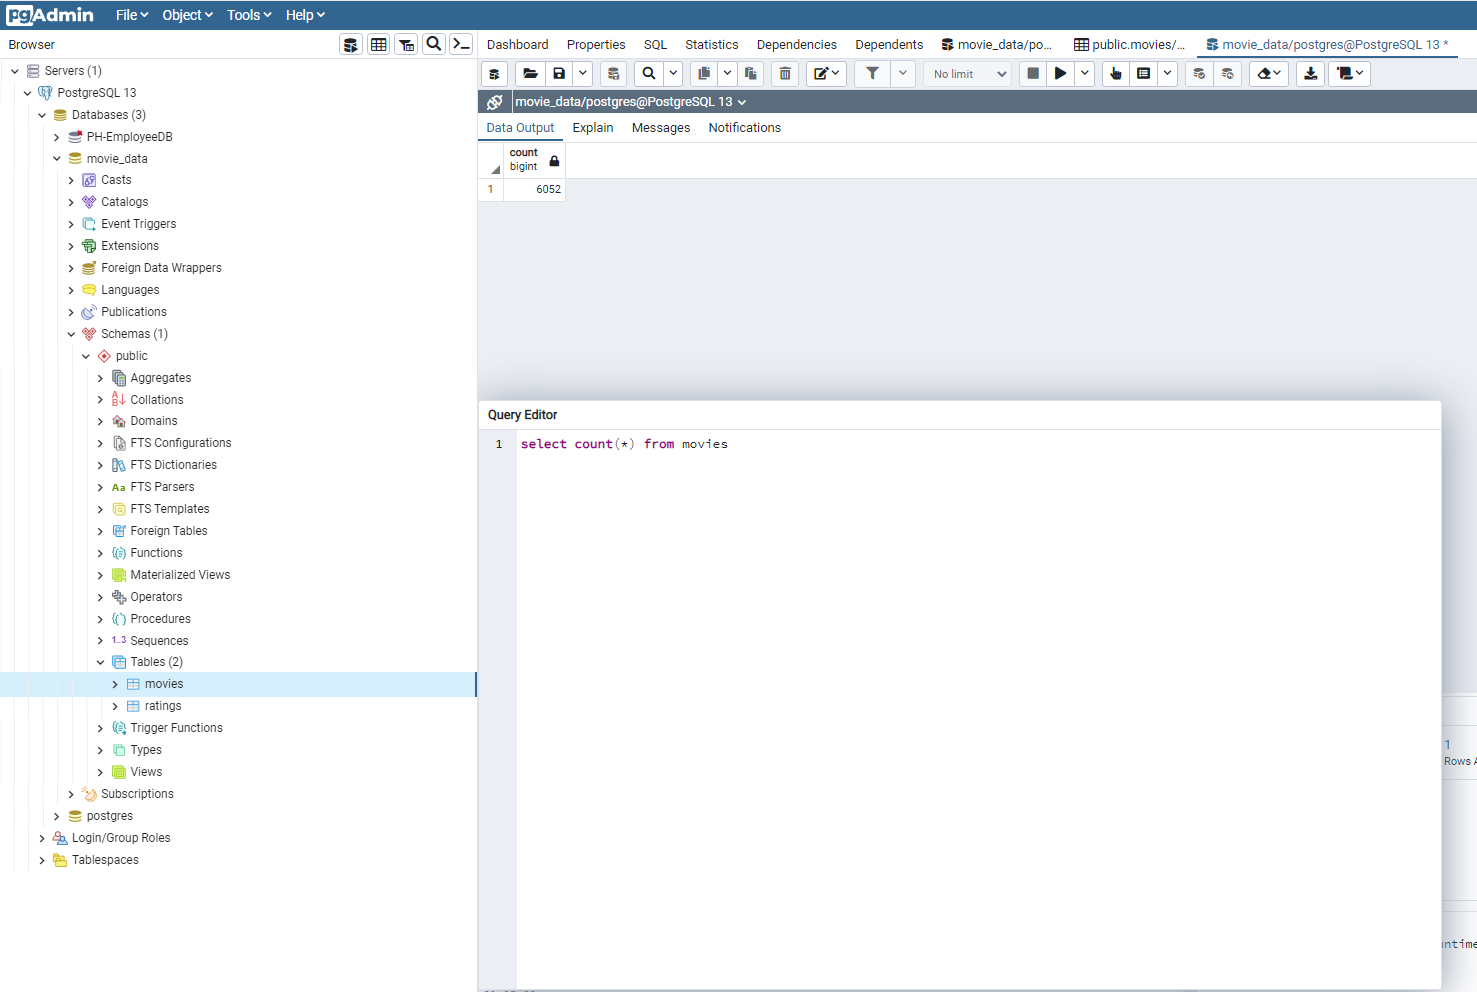 pgAdmin File Object Tools Help
Browser
Dashboard Properties SQL Statistics Dependencies Dependents movie_data/po... public.movies/... movie_data/postgres@PostgreSQL 13 *
No limit
movie_data/postgres@PostgreSQL 13
Data Output Explain Messages Notifications
count
bigint
1 6052
Servers (1)
PostgreSQL 13
Databases (3)
PH-EmployeeDB
movie_data
Casts
Catalogs
Event Triggers
Extensions
Foreign Data Wrappers
Languages
Publications
Schemas (1)
public
Aggregates
Collations
Domains
FTS Configurations
FTS Dictionaries
Aa FTS Parsers
FTS Templates
Foreign Tables
Functions
Materialized Views
Operators
Procedures
1..3 Sequences
Tables (2)
movies
ratings
Trigger Functions
Types
Views
Subscriptions
postgres
Login/Group Roles
Tablespaces
Query Editor
1 select count(*) from movies
1
Rows A